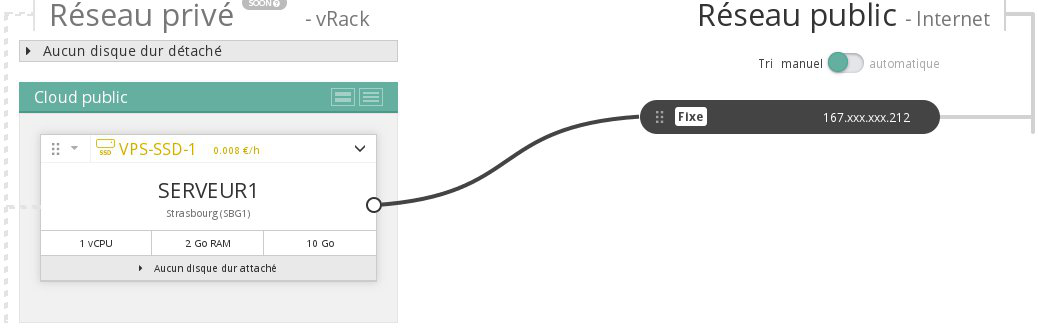 Réseau privé SOON - vRack
Réseau public - Internet
Aucun disque dur détaché
Tri manuel automatique
Cloud public
Fixe 167.xxx.xxx.212
SSD VPS-SSD-1 0.008 €/h
SERVEUR1
Strasbourg (SBG1)
1 vCPU 2 Go RAM 10 Go
Aucun disque dur attaché